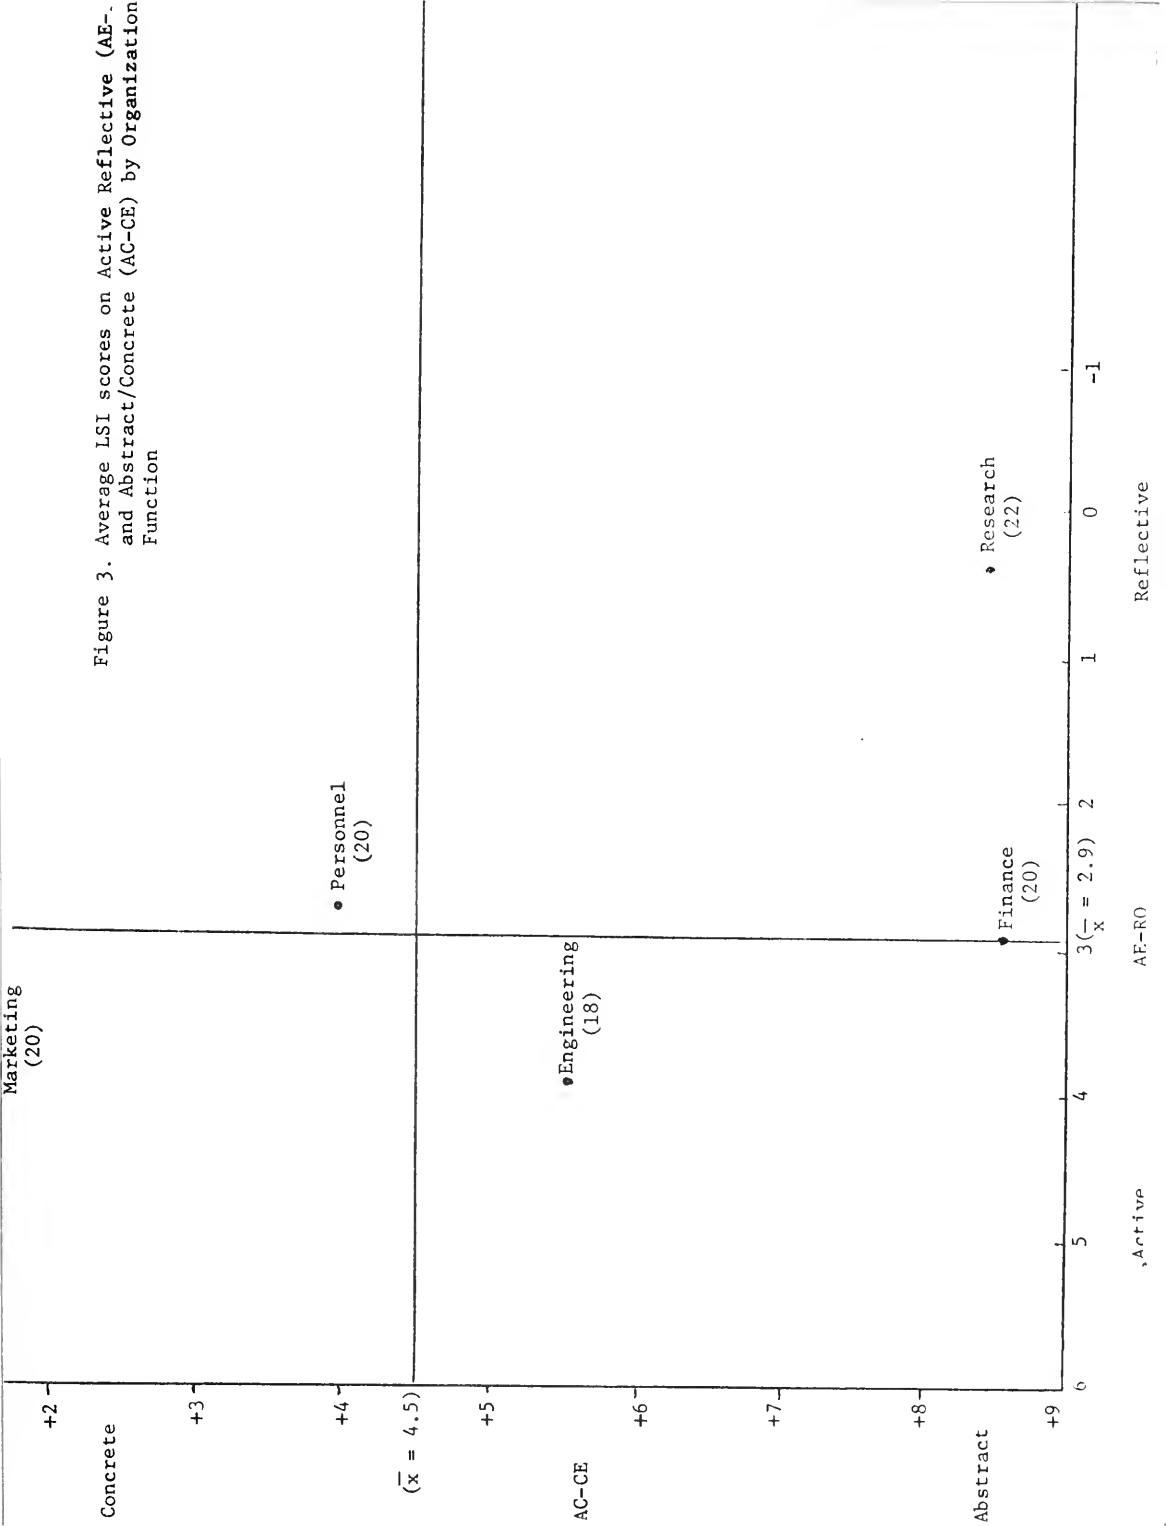 Figure 3. Average LSI scores on Active Reflective (AE-.
and Abstract/Concrete (AC-CE) by Organization
Function
Marketing
(20)
+2
Concrete
+3
Personnel
(20)
+4
(x̅ = 4.5)
+5
Engineering
(18)
AC-CE
+6
+7
Research
(22)
+8
Finance
(20)
Abstract
+9
6
5
4
3(x̅ = 2.9)
2
1
0
-1
Active
AE-RO
Reflective